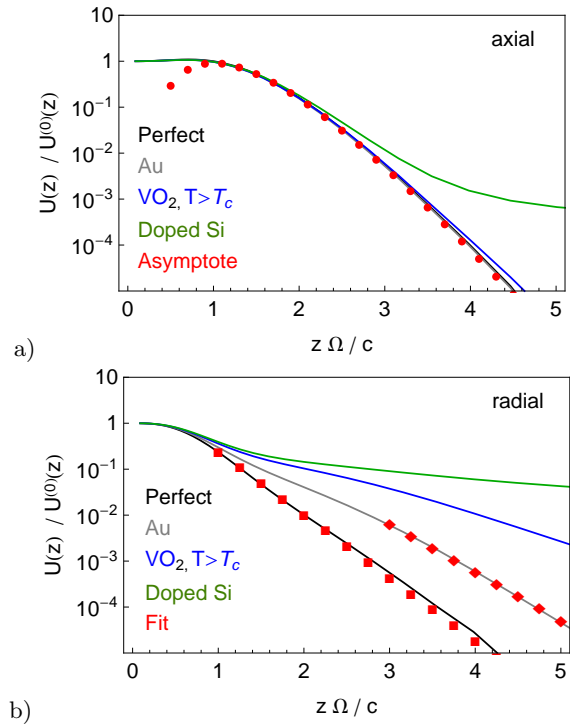 10
1
10⁻¹
10⁻²
10⁻³
10⁻⁴
U(z) / U⁽⁰⁾(z)
axial
Perfect
Au
VO₂, T>Tc
Doped Si
Asymptote
0 1 2 3 4 5
z Ω / c
a)
10
1
10⁻¹
10⁻²
10⁻³
10⁻⁴
U(z) / U⁽⁰⁾(z)
radial
Perfect
Au
VO₂, T>Tc
Doped Si
Fit
0 1 2 3 4 5
z Ω / c
b)